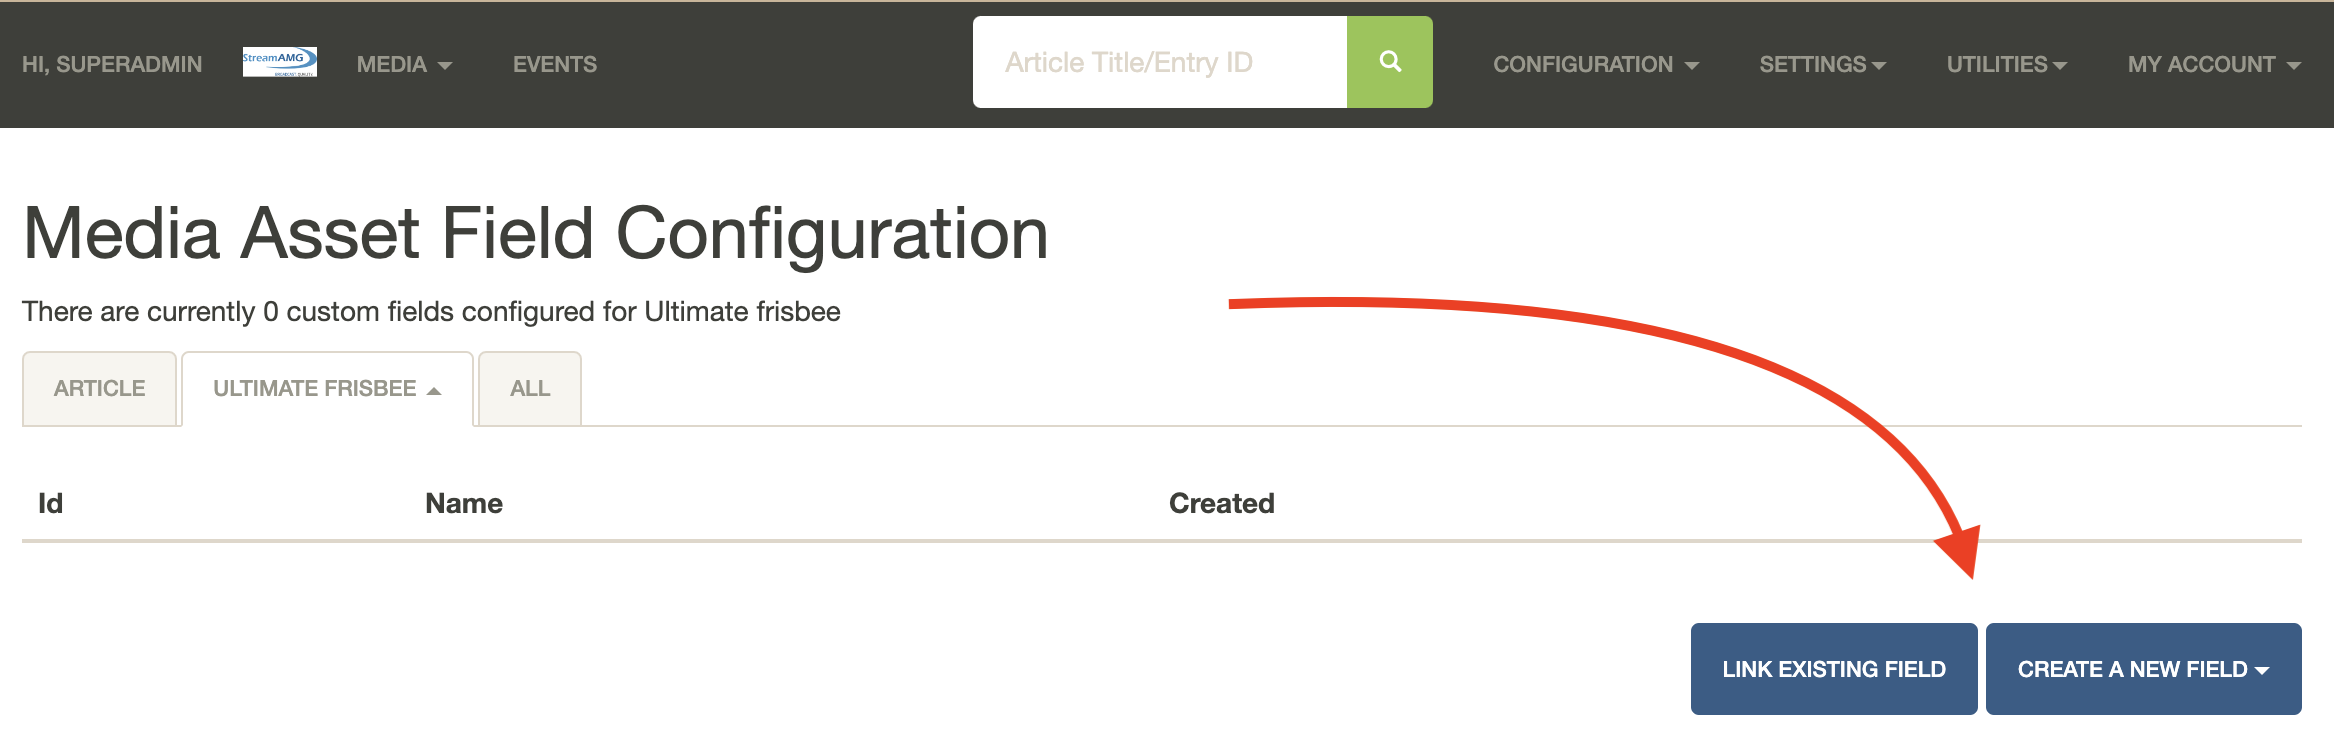 HI, SUPERADMIN
StreamAMG
BROADCAST QUALITY
MEDIA
EVENTS
Article Title/Entry ID
CONFIGURATION
SETTINGS
UTILITIES
MY ACCOUNT
Media Asset Field Configuration
There are currently 0 custom fields configured for Ultimate frisbee
ARTICLE
ULTIMATE FRISBEE
ALL
Id
Name
Created
LINK EXISTING FIELD
CREATE A NEW FIELD